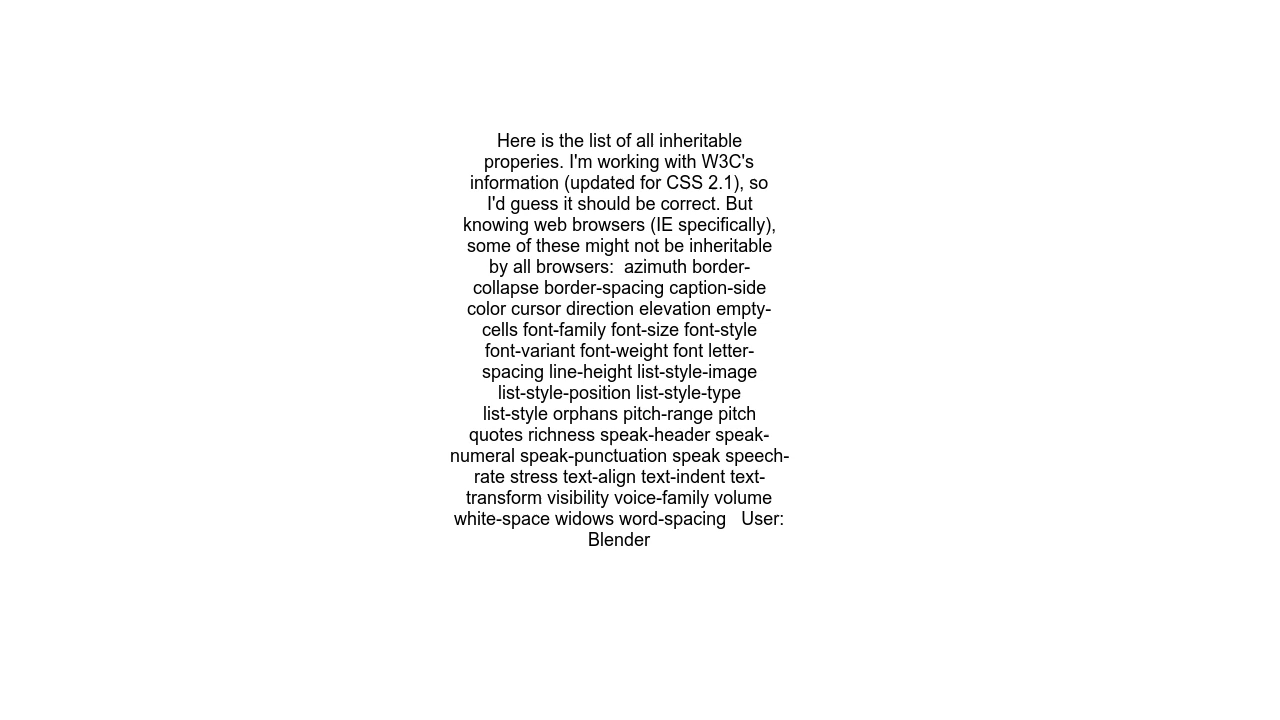 Here is the list of all inheritable
properies. I'm working with W3C's
information (updated for CSS 2.1), so
I'd guess it should be correct. But
knowing web browsers (IE specifically),
some of these might not be inheritable
by all browsers:  azimuth border-
collapse border-spacing caption-side
color cursor direction elevation empty-
cells font-family font-size font-style
font-variant font-weight font letter-
spacing line-height list-style-image
list-style-position list-style-type
list-style orphans pitch-range pitch
quotes richness speak-header speak-
numeral speak-punctuation speak speech-
rate stress text-align text-indent text-
transform visibility voice-family volume
white-space widows word-spacing   User:
Blender